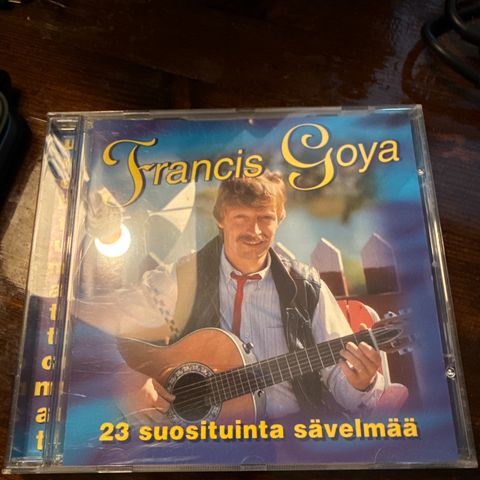 Francis Goya
23 suosituinta sävelmää